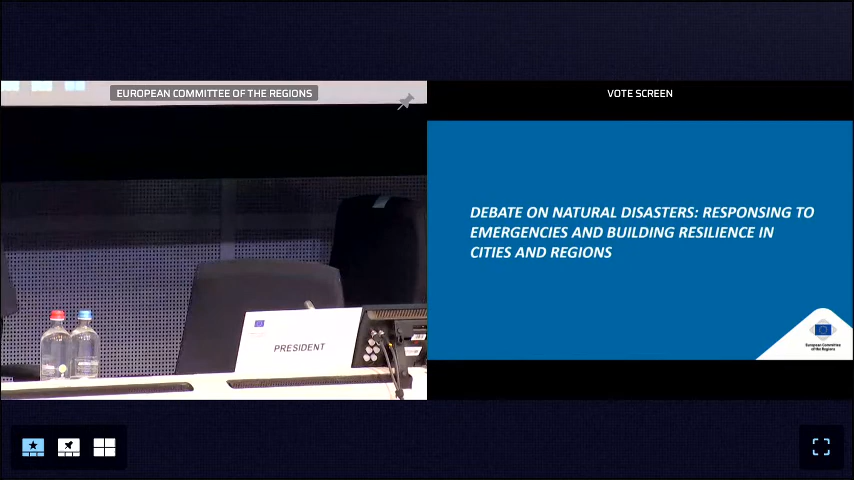 EUROPEAN COMMITTEE OF THE REGIONS
PRESIDENT
VOTE SCREEN
DEBATE ON NATURAL DISASTERS: RESPONSING TO
EMERGENCIES AND BUILDING RESILIENCE IN
CITIES AND REGIONS
European Committee
of the Regions